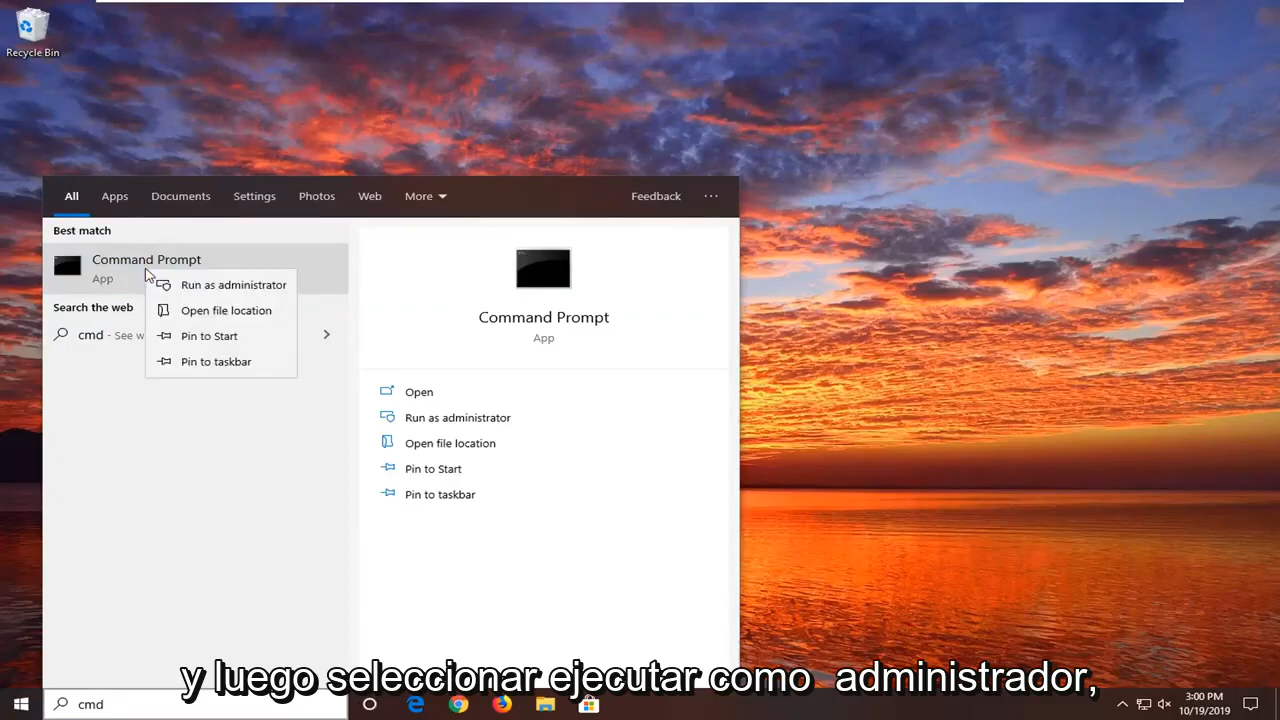 Recycle Bin
All Apps Documents Settings Photos Web More Feedback ...
Best match
Command Prompt
App
Run as administrator
Open file location
Pin to Start
Pin to taskbar
Search the web
cmd - See w
Command Prompt
App
Open
Run as administrator
Open file location
Pin to Start
Pin to taskbar
y luego seleccionar ejecutar como administrador,
cmd
3:00 PM
10/19/2019